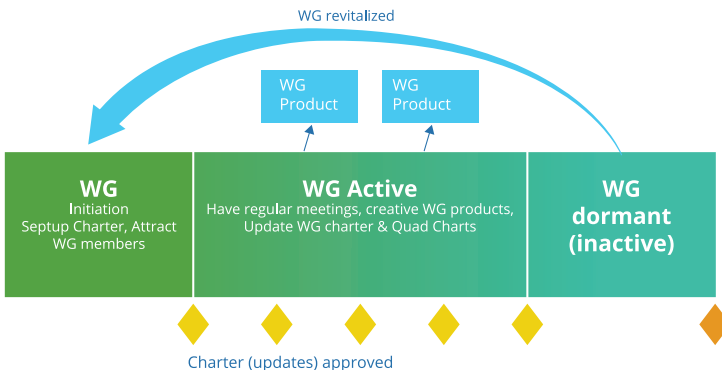 WG revitalized
WG
Product
WG
Product
WG
Initiation
Septup Charter, Attract
WG members
WG Active
Have regular meetings, creative WG products,
Update WG charter & Quad Charts
WG
dormant
(inactive)
Charter (updates) approved